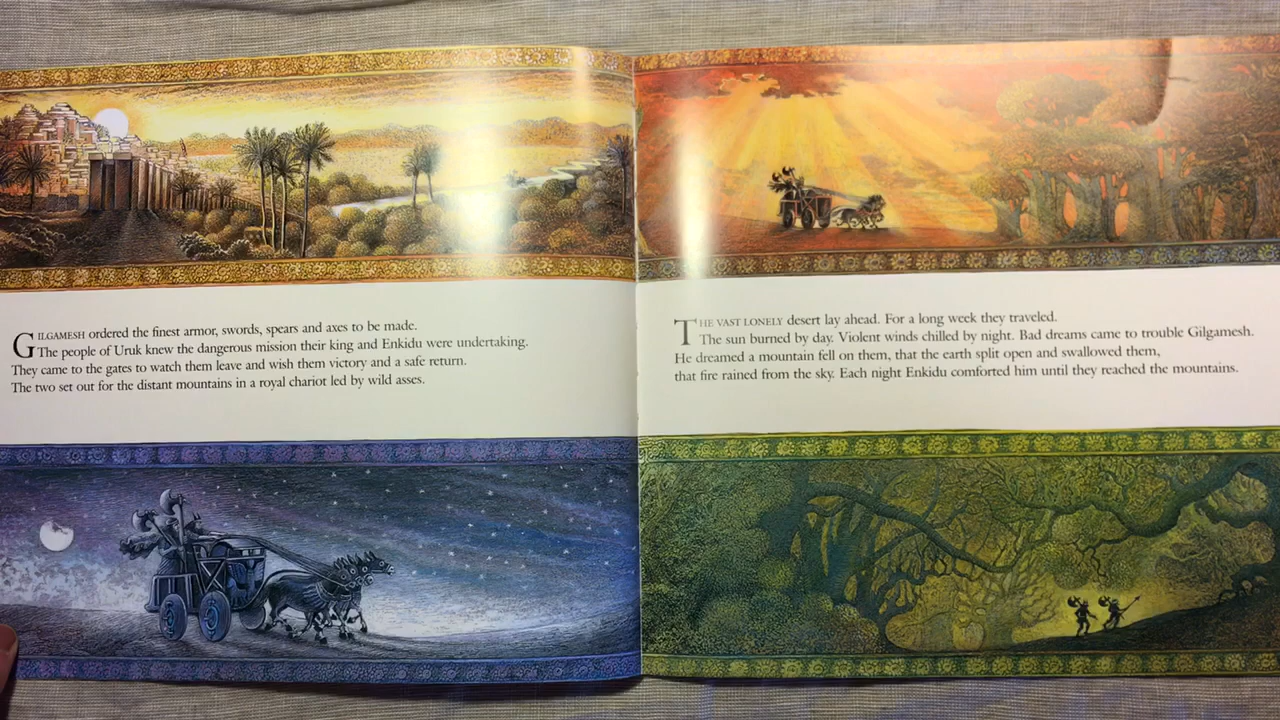 GILGAMESH ordered the finest armor, swords, spears and axes to be made.
The people of Uruk knew the dangerous mission their king and Enkidu were undertaking.
They came to the gates to watch them leave and wish them victory and a safe return.
The two set out for the distant mountains in a royal chariot led by wild asses.
THE VAST LONELY desert lay ahead. For a long week they traveled.
The sun burned by day. Violent winds chilled by night. Bad dreams came to trouble Gilgamesh.
He dreamed a mountain fell on them, that the earth split open and swallowed them,
that fire rained from the sky. Each night Enkidu comforted him until they reached the mountains.